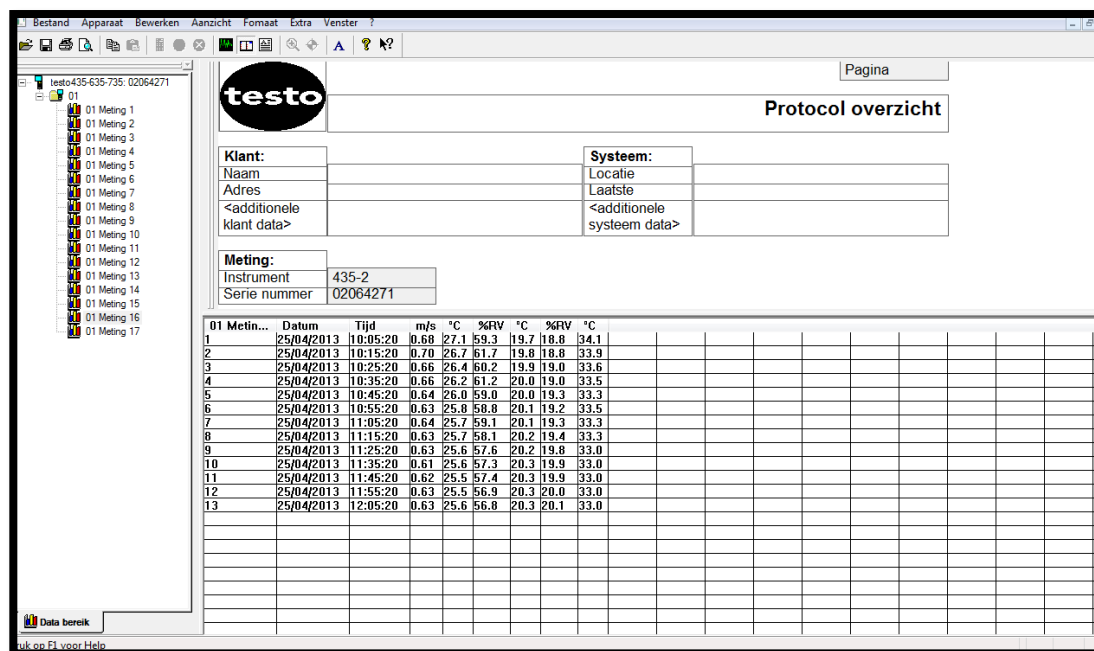 Bestand Apparaat Bewerken Aanzicht Fomaat Extra Venster ?
testo435-635-735: 02064271
01
01 Meting 1
01 Meting 2
01 Meting 3
01 Meting 4
01 Meting 5
01 Meting 6
01 Meting 7
01 Meting 8
01 Meting 9
01 Meting 10
01 Meting 11
01 Meting 12
01 Meting 13
01 Meting 14
01 Meting 15
01 Meting 16
01 Meting 17
Data bereik
testo
Pagina
Protocol overzicht
Klant: Systeem:
Naam Locatie
Adres Laatste
<additionele <additionele
klant data> systeem data>
Meting:
Instrument 435-2
Serie nummer 02064271
01 Metin... Datum Tijd m/s °C %RV °C %RV °C
1 25/04/2013 10:05:20 0.68 27.1 59.3 19.7 18.8 34.1
2 25/04/2013 10:15:20 0.70 26.7 61.7 19.8 18.8 33.9
3 25/04/2013 10:25:20 0.66 26.4 60.2 19.9 19.0 33.6
4 25/04/2013 10:35:20 0.66 26.2 61.2 20.0 19.0 33.5
5 25/04/2013 10:45:20 0.64 26.0 59.0 20.0 19.3 33.3
6 25/04/2013 10:55:20 0.63 25.8 58.8 20.1 19.2 33.5
7 25/04/2013 11:05:20 0.64 25.7 59.1 20.1 19.3 33.3
8 25/04/2013 11:15:20 0.63 25.7 58.1 20.2 19.4 33.3
9 25/04/2013 11:25:20 0.63 25.6 57.6 20.2 19.8 33.0
10 25/04/2013 11:35:20 0.61 25.6 57.3 20.3 19.9 33.0
11 25/04/2013 11:45:20 0.62 25.5 57.4 20.3 19.9 33.0
12 25/04/2013 11:55:20 0.63 25.5 56.9 20.3 20.0 33.0
13 25/04/2013 12:05:20 0.63 25.6 56.8 20.3 20.1 33.0
ruk op F1 voor Help